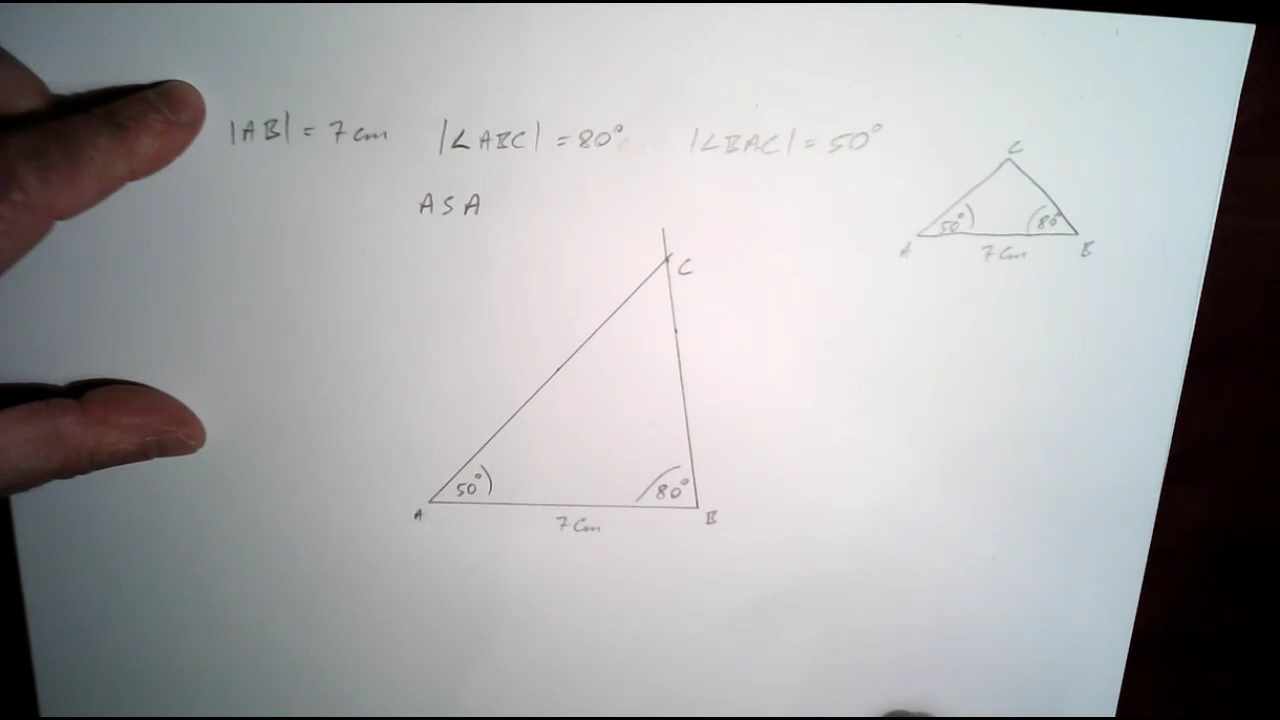 |AB| = 7cm |∠ABC| = 80° |∠BAC| = 50°
C
50° 80°
A 7cm B
ASA
C
50° 80°
A 7cm B